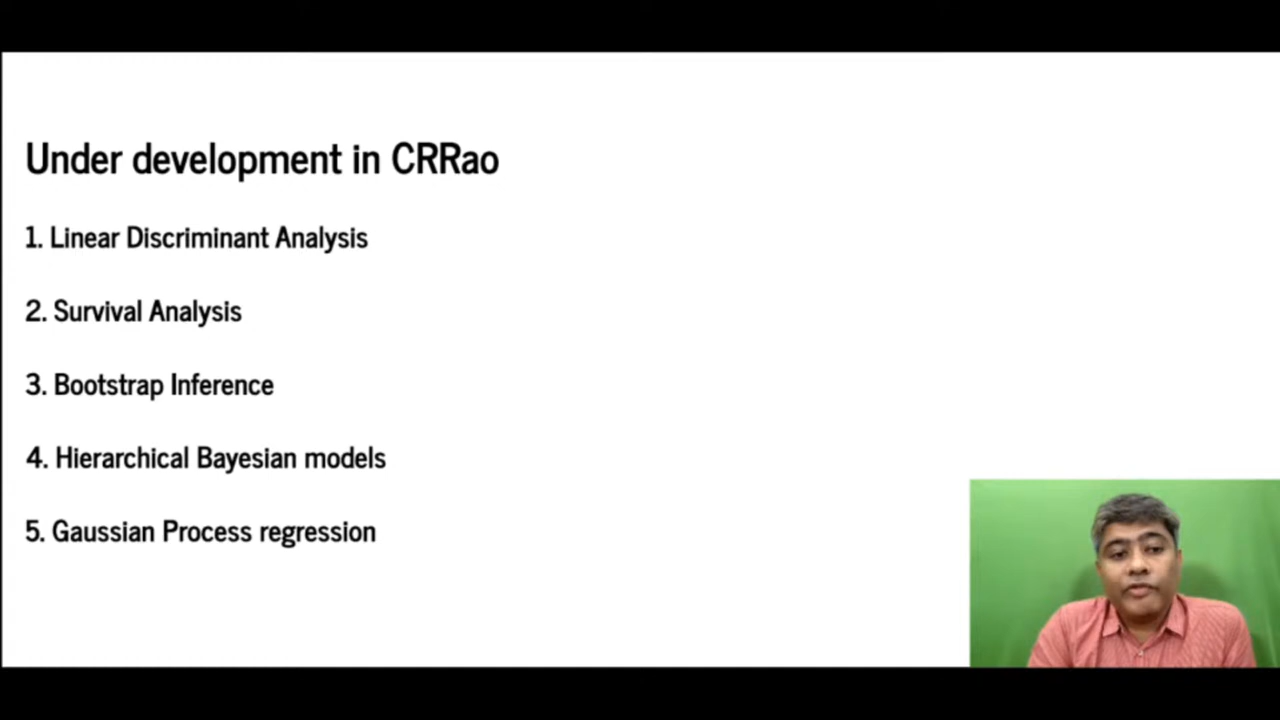 Under development in CRRao
1. Linear Discriminant Analysis
2. Survival Analysis
3. Bootstrap Inference
4. Hierarchical Bayesian models
5. Gaussian Process regression